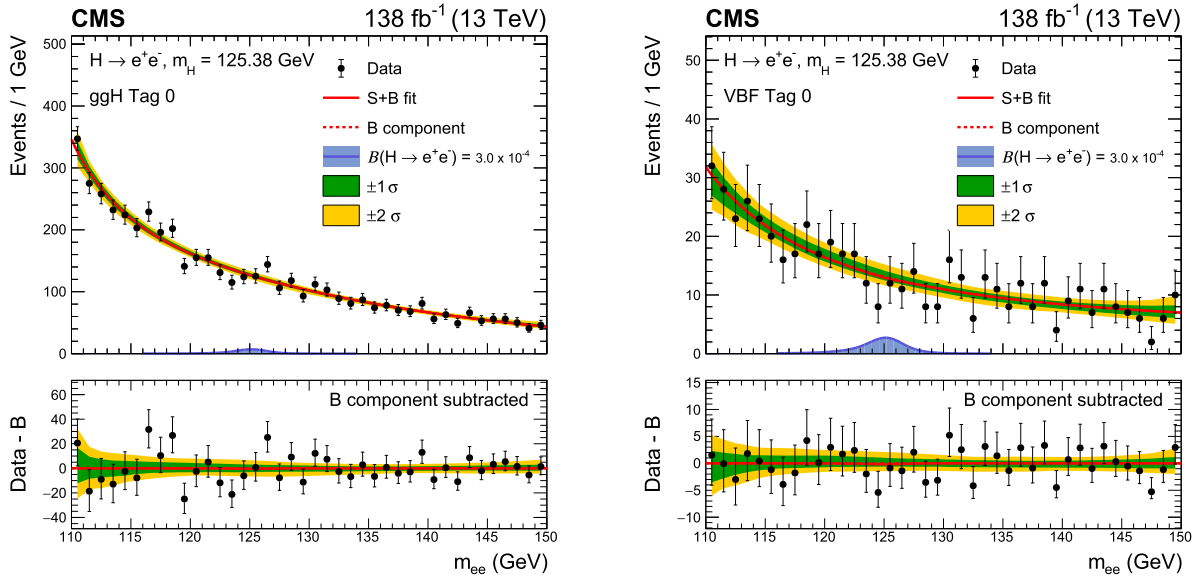 CMS
138 fb⁻¹ (13 TeV)
Events / 1 GeV
500
400
300
200
100
0
H → e⁺e⁻, m_H = 125.38 GeV
ggH Tag 0
Data
S+B fit
B component
B(H → e⁺e⁻) = 3.0 x 10⁻⁴
±1 σ
±2 σ
Data - B
60
40
20
0
−20
−40
B component subtracted
110 115 120 125 130 135 140 145 150
m_ee (GeV)
CMS
138 fb⁻¹ (13 TeV)
Events / 1 GeV
50
40
30
20
10
0
H → e⁺e⁻, m_H = 125.38 GeV
VBF Tag 0
Data
S+B fit
B component
B(H → e⁺e⁻) = 3.0 x 10⁻⁴
±1 σ
±2 σ
Data - B
15
10
5
0
−5
−10
B component subtracted
110 115 120 125 130 135 140 145 150
m_ee (GeV)